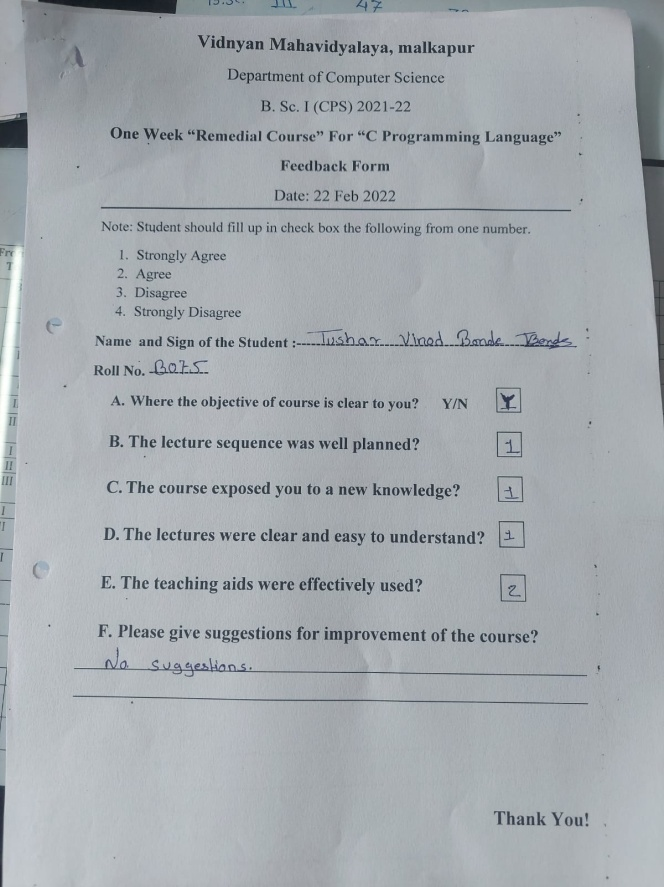 47
Vidnyan Mahavidyalaya, malkapur
Department of Computer Science
B. Sc. I (CPS) 2021-22
One Week “Remedial Course” For “C Programming Language”
Feedback Form
Date: 22 Feb 2022
Note: Student should fill up in check box the following from one number.
1. Strongly Agree
2. Agree
3. Disagree
4. Strongly Disagree
Name and Sign of the Student :- Tushar Vinod Bonde TBonde
Roll No. B075
A. Where the objective of course is clear to you? Y/N Y
B. The lecture sequence was well planned? 1
C. The course exposed you to a new knowledge? 1
D. The lectures were clear and easy to understand? 1
E. The teaching aids were effectively used? 2
F. Please give suggestions for improvement of the course?
No suggestions.
Thank You!